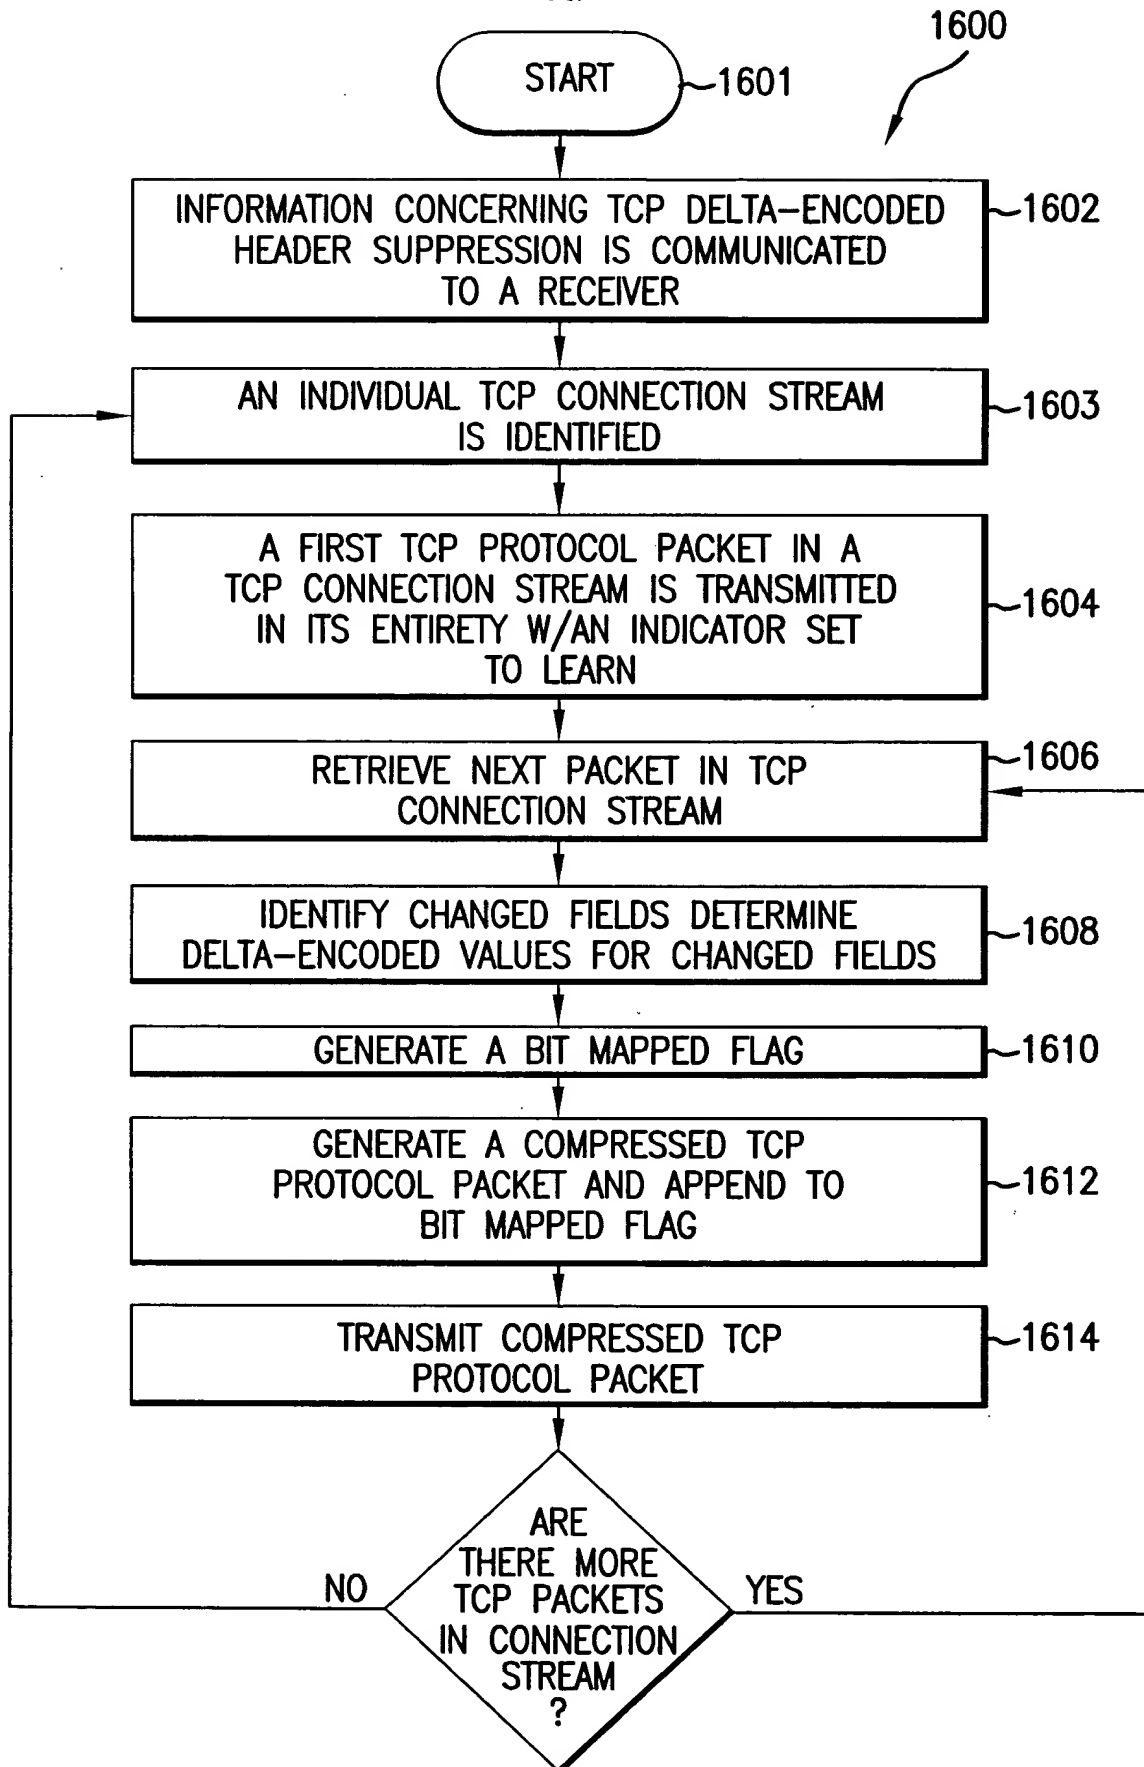 1600
START
1601
INFORMATION CONCERNING TCP DELTA-ENCODED
HEADER SUPPRESSION IS COMMUNICATED
TO A RECEIVER
1602
AN INDIVIDUAL TCP CONNECTION STREAM
IS IDENTIFIED
1603
A FIRST TCP PROTOCOL PACKET IN A
TCP CONNECTION STREAM IS TRANSMITTED
IN ITS ENTIRETY W/AN INDICATOR SET
TO LEARN
1604
RETRIEVE NEXT PACKET IN TCP
CONNECTION STREAM
1606
IDENTIFY CHANGED FIELDS DETERMINE
DELTA-ENCODED VALUES FOR CHANGED FIELDS
1608
GENERATE A BIT MAPPED FLAG
1610
GENERATE A COMPRESSED TCP
PROTOCOL PACKET AND APPEND TO
BIT MAPPED FLAG
1612
TRANSMIT COMPRESSED TCP
PROTOCOL PACKET
1614
ARE
THERE MORE
TCP PACKETS
IN CONNECTION
STREAM
?
NO
YES